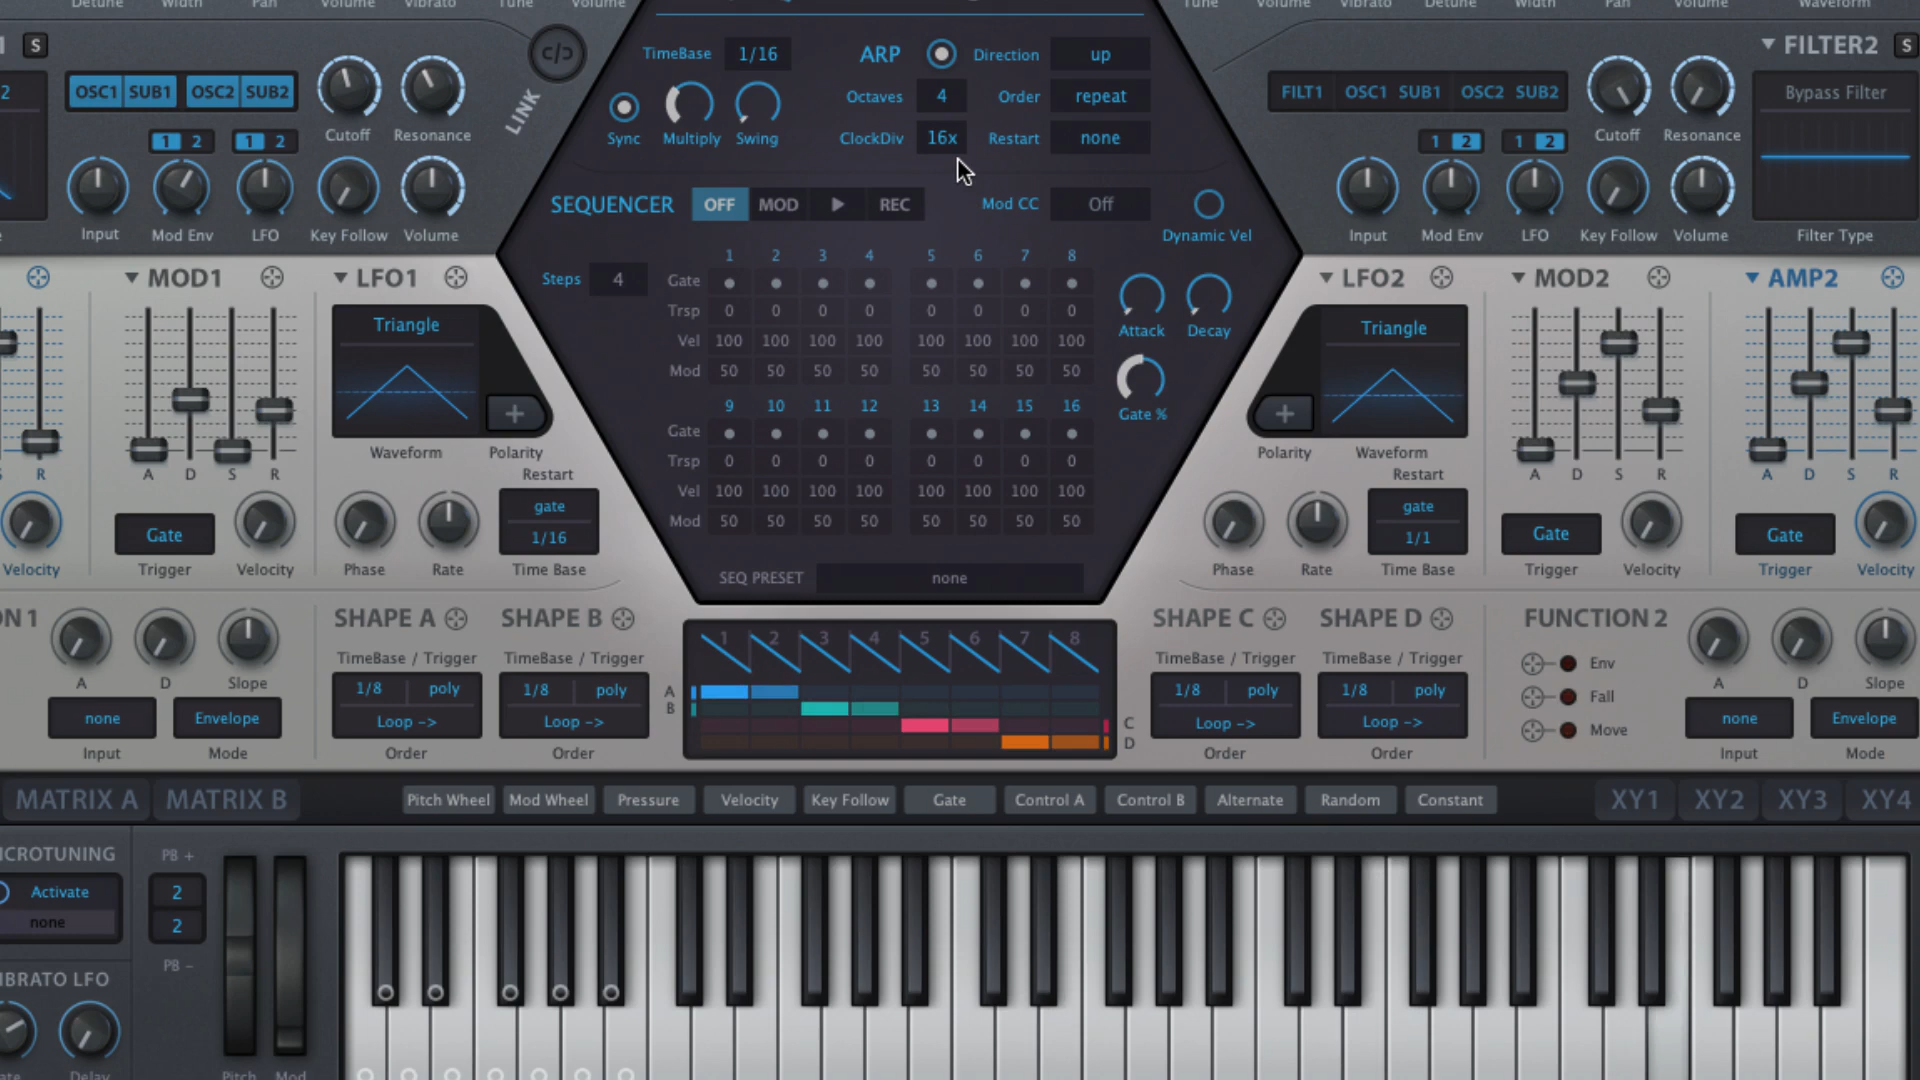 Detune Width Pan Volume Vibrato Tune Volume
Tune Volume Vibrato Detune Width Pan Volume Waveform
S
2
OSC1 SUB1 OSC2 SUB2
Cutoff Resonance
1 2 1 2
Input Mod Env LFO Key Follow Volume
LINK
TimeBase 1/16 ARP Direction up
Octaves 4 Order repeat
Sync Multiply Swing ClockDiv 16x Restart none
FILTER2 S
FILT1 OSC1 SUB1 OSC2 SUB2
Bypass Filter
Cutoff Resonance
1 2 1 2
Input Mod Env LFO Key Follow Volume Filter Type
SEQUENCER OFF MOD REC Mod CC Off
Dynamic Vel
1 2 3 4 5 6 7 8
Steps 4 Gate
Trsp 0 0 0 0 0 0 0 0
Vel 100 100 100 100 100 100 100 100
Mod 50 50 50 50 50 50 50 50
Attack Decay
Gate %
9 10 11 12 13 14 15 16
Gate
Trsp 0 0 0 0 0 0 0 0
Vel 100 100 100 100 100 100 100 100
Mod 50 50 50 50 50 50 50 50
SEQ PRESET none
R
Velocity
MOD1
A D S R
Gate
Trigger Velocity
LFO1
Triangle
Waveform Polarity
Restart
gate
1/16
Phase Rate Time Base
LFO2
Triangle
Polarity Waveform
Restart
gate
1/1
Phase Rate Time Base
MOD2
A D S R
Gate
Trigger Velocity
AMP2
A D S R
Gate
Trigger Velocity
ON 1
A D Slope
none Envelope
Input Mode
SHAPE A SHAPE B
TimeBase / Trigger TimeBase / Trigger
1/8 poly 1/8 poly
Loop -> Loop ->
Order Order
1 2 3 4 5 6 7 8
A
B
C
D
SHAPE C SHAPE D
TimeBase / Trigger TimeBase / Trigger
1/8 poly 1/8 poly
Loop -> Loop ->
Order Order
FUNCTION 2
Env
Fall
Move
A D Slope
none Envelope
Input Mode
MATRIX A MATRIX B Pitch Wheel Mod Wheel Pressure Velocity Key Follow Gate Control A Control B Alternate Random Constant XY1 XY2 XY3 XY4
CROTUNING
Activate
none
PB +
2
2
PB -
IBRATO LFO
Delay
Pitch Mod